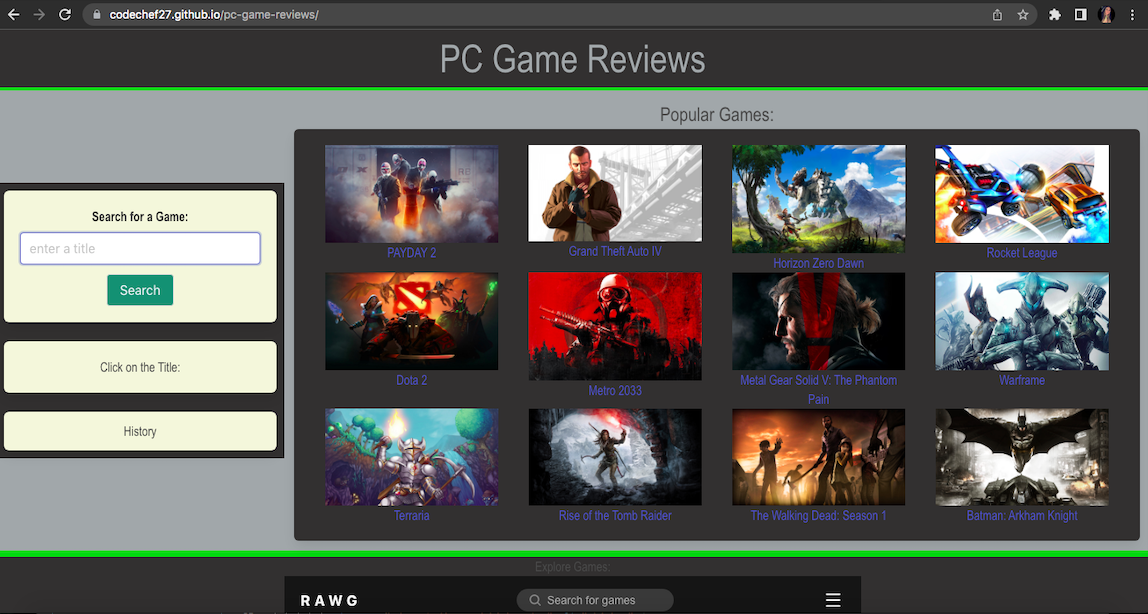 codechef27.github.io/pc-game-reviews/
PC Game Reviews
Popular Games:
Search for a Game:
enter a title
Search
Click on the Title:
History
PAYDAY 2
Grand Theft Auto IV
Horizon Zero Dawn
Rocket League
Dota 2
Metro 2033
Metal Gear Solid V: The Phantom
Pain
Warframe
Terraria
Rise of the Tomb Raider
The Walking Dead: Season 1
Batman: Arkham Knight
Explore Games:
RAWG
Search for games